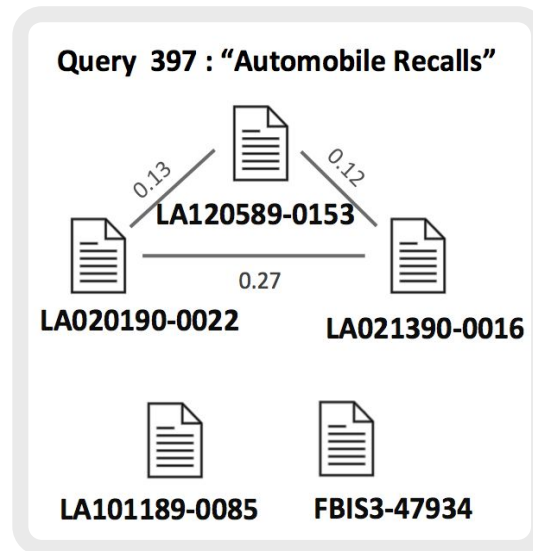 Query 397 : “Automobile Recalls”
0.13
0.12
LA120589-0153
0.27
LA020190-0022
LA021390-0016
LA101189-0085
FBIS3-47934